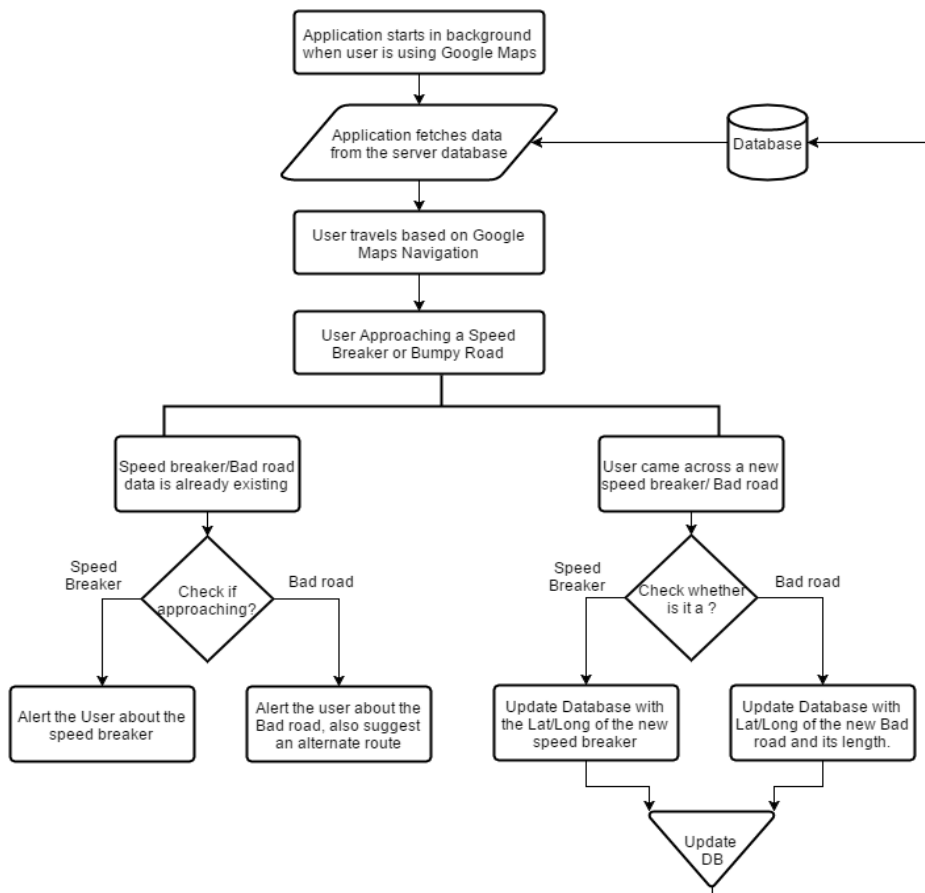 Application starts in background
when user is using Google Maps
Application fetches data
from the server database
Database
User travels based on Google
Maps Navigation
User Approaching a Speed
Breaker or Bumpy Road
Speed breaker/Bad road
data is already existing
User came across a new
speed breaker/ Bad road
Speed
Breaker
Check if
approaching?
Bad road
Speed
Breaker
Check whether
is it a ?
Bad road
Alert the User about the
speed breaker
Alert the user about the
Bad road, also suggest
an alternate route
Update Database with
the Lat/Long of the new
speed breaker
Update Database with
Lat/Long of the new Bad
road and its length.
Update
DB